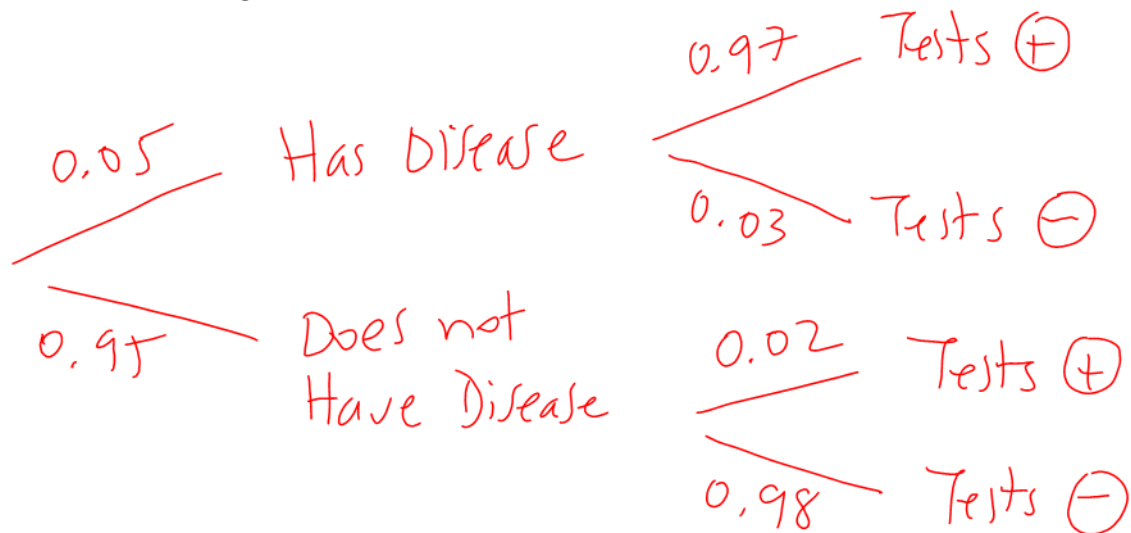 0.97 Tests +
0.05 Has Disease
0.03 Tests -
0.95 Does not
Have Disease
0.02 Tests +
0.98 Tests -